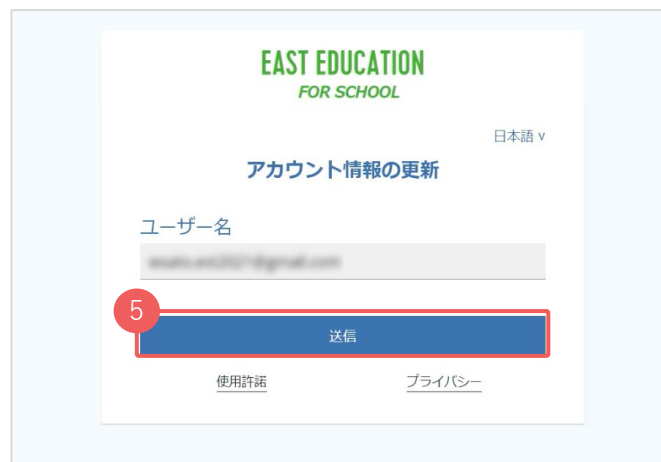 EAST EDUCATION
FOR SCHOOL
日本語 v
アカウント情報の更新
ユーザー名
5
送信
使用許諾
プライバシー